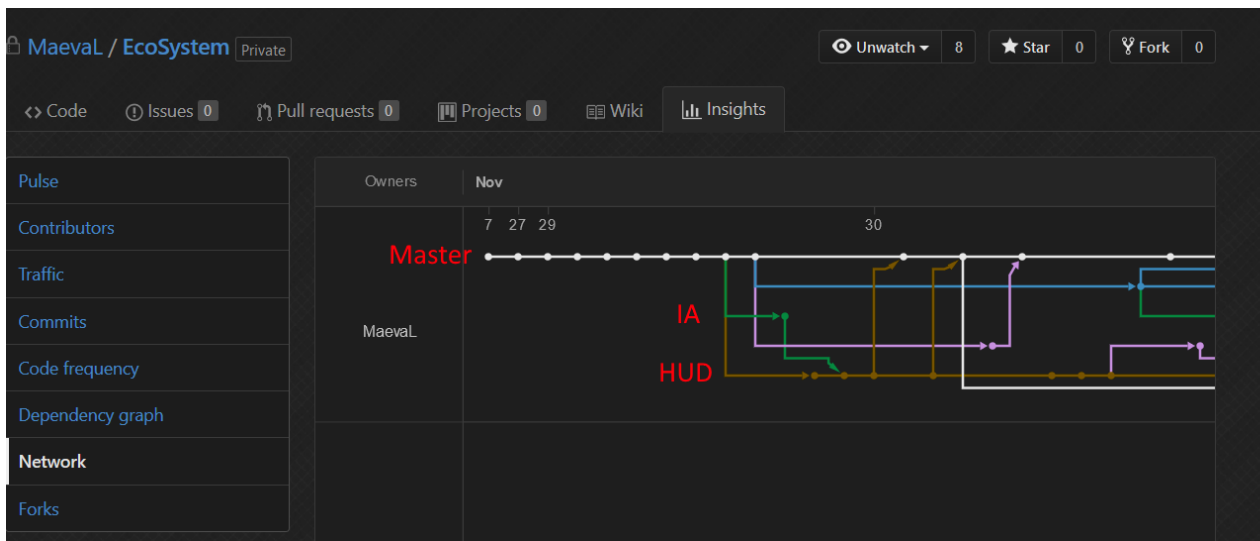 MaevaL / EcoSystem Private
Unwatch 8 Star 0 Fork 0
Code Issues 0 Pull requests 0 Projects 0 Wiki Insights
Pulse
Contributors
Traffic
Commits
Code frequency
Dependency graph
Network
Forks
Owners Nov
7 27 29 30
Master
IA
MaevaL
HUD